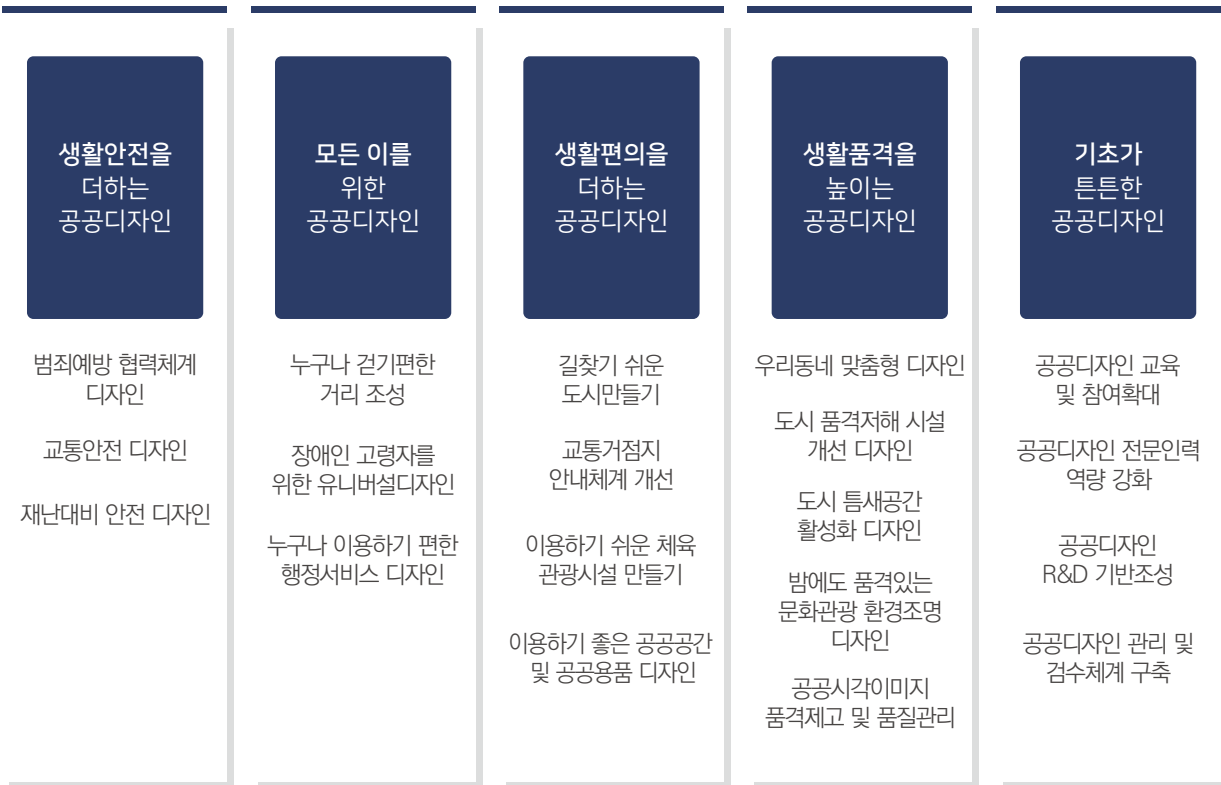 생활안전을
더하는
공공디자인
범죄예방 협력체계
디자인
교통안전 디자인
재난대비 안전 디자인
모든 이를
위한
공공디자인
누구나 걷기편한
거리 조성
장애인 고령자를
위한 유니버설디자인
누구나 이용하기 편한
행정서비스 디자인
생활편의을
더하는
공공디자인
길찾기 쉬운
도시만들기
교통거점지
안내체계 개선
이용하기 쉬운 체육
관광시설 만들기
이용하기 좋은 공공공간
및 공공용품 디자인
생활품격을
높이는
공공디자인
우리동네 맞춤형 디자인
도시 품격저해 시설
개선 디자인
도시 틈새공간
활성화 디자인
밤에도 품격있는
문화관광 환경조명
디자인
공공시각이미지
품격제고 및 품질관리
기초가
튼튼한
공공디자인
공공디자인 교육
및 참여확대
공공디자인 전문인력
역량 강화
공공디자인
R&D 기반조성
공공디자인 관리 및
검수체계 구축